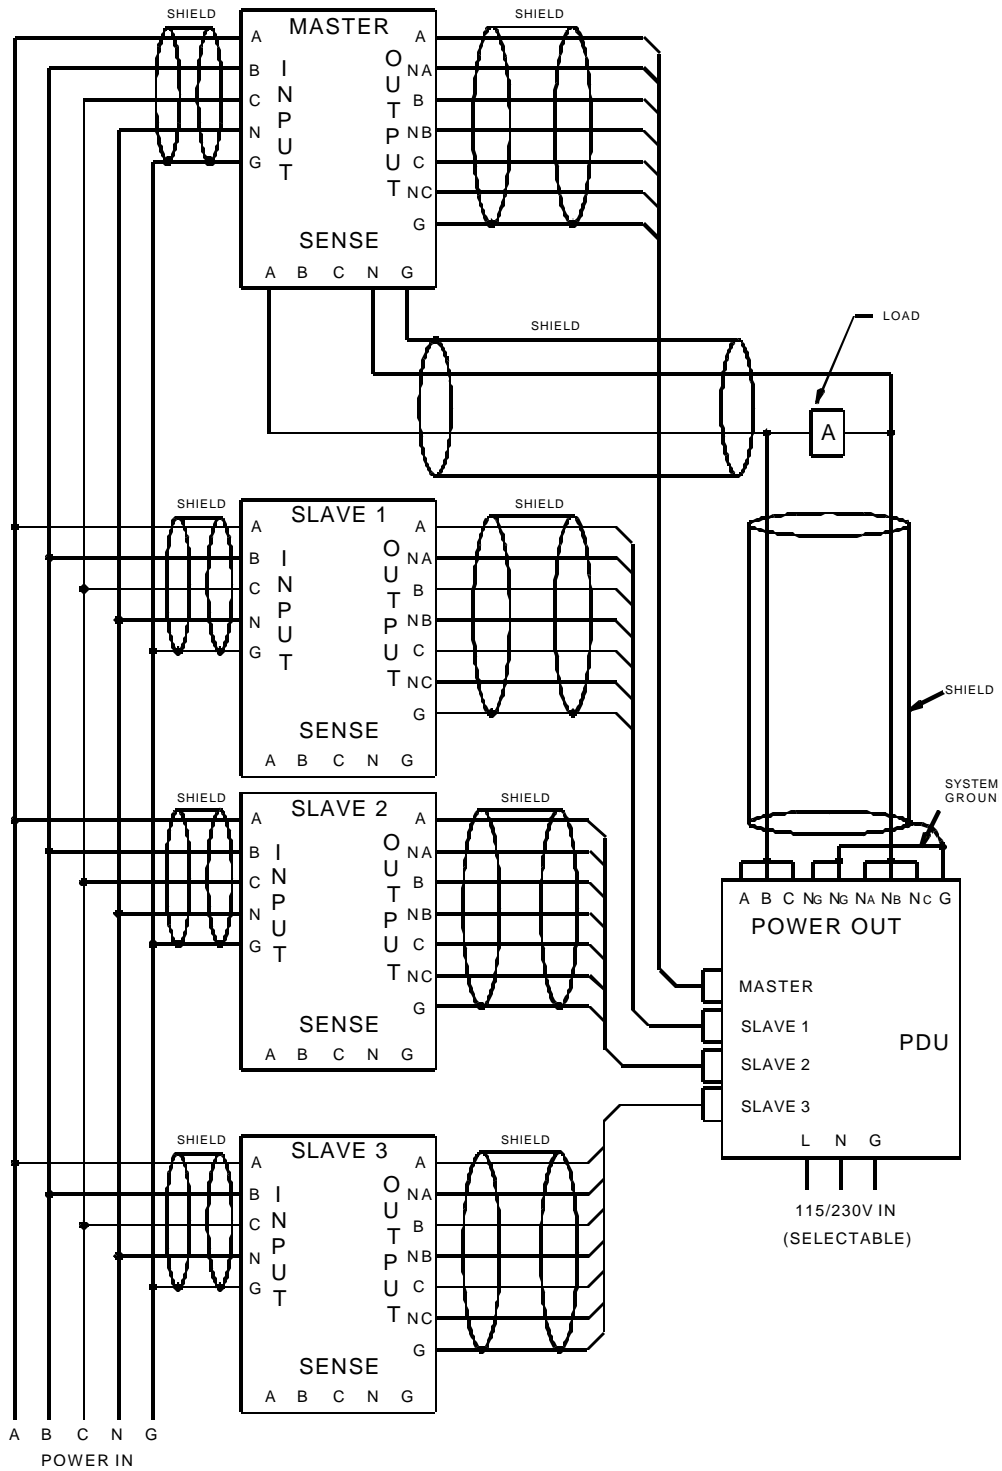 SHIELD
MASTER
SHIELD
A
B
C
N
G
INPUT
OUTPUT
A
NA
B
NB
C
NC
G
SENSE
A B C N G
SHIELD
LOAD
A
SHIELD
SLAVE 1
SHIELD
A
B
C
N
G
INPUT
OUTPUT
A
NA
B
NB
C
NC
G
SENSE
A B C N G
SHIELD
SYSTEM
GROUN
SHIELD
SLAVE 2
SHIELD
A
B
C
N
G
INPUT
OUTPUT
A
NA
B
NB
C
NC
G
SENSE
A B C N G
A B C NG NG NA NB NC G
POWER OUT
MASTER
SLAVE 1
PDU
SLAVE 2
SLAVE 3
L N G
115/230V IN
(SELECTABLE)
SHIELD
SLAVE 3
SHIELD
A
B
C
N
G
INPUT
OUTPUT
A
NA
B
NB
C
NC
G
SENSE
A B C N G
A B C N G
POWER IN